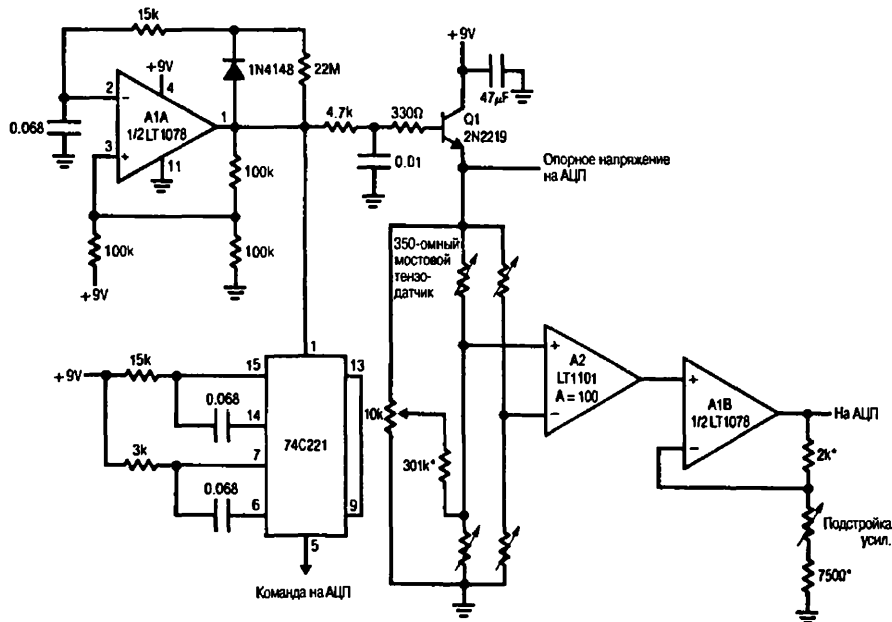 15k
+9V
1N4148
22M
+9V
47µF
2
4
A1A
1/2 LT1078
1
0.068
3
11
4.7k
330Ω
Q1
2N2219
0.01
Опорное напряжение
на АЦП
100k
100k
100k
+9V
350-омный
мостовой
тензо-
датчик
15k
+9V
0.068
3k
0.068
15
14
7
6
1
13
74C221
9
5
Команда на АЦП
10k
301k*
+
A2
LT1101
A = 100
−
+
A1B
1/2 LT1078
−
На АЦП
2k*
Подстройка
усил.
7500*
−
+